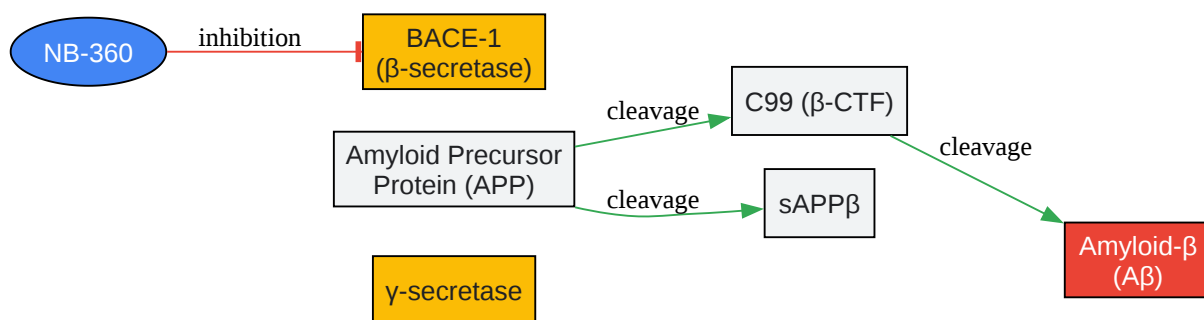 NB-360
inhibition
BACE-1
(β-secretase)
Amyloid Precursor
Protein (APP)
cleavage
cleavage
C99 (β-CTF)
sAPPβ
cleavage
Amyloid-β
(Aβ)
γ-secretase